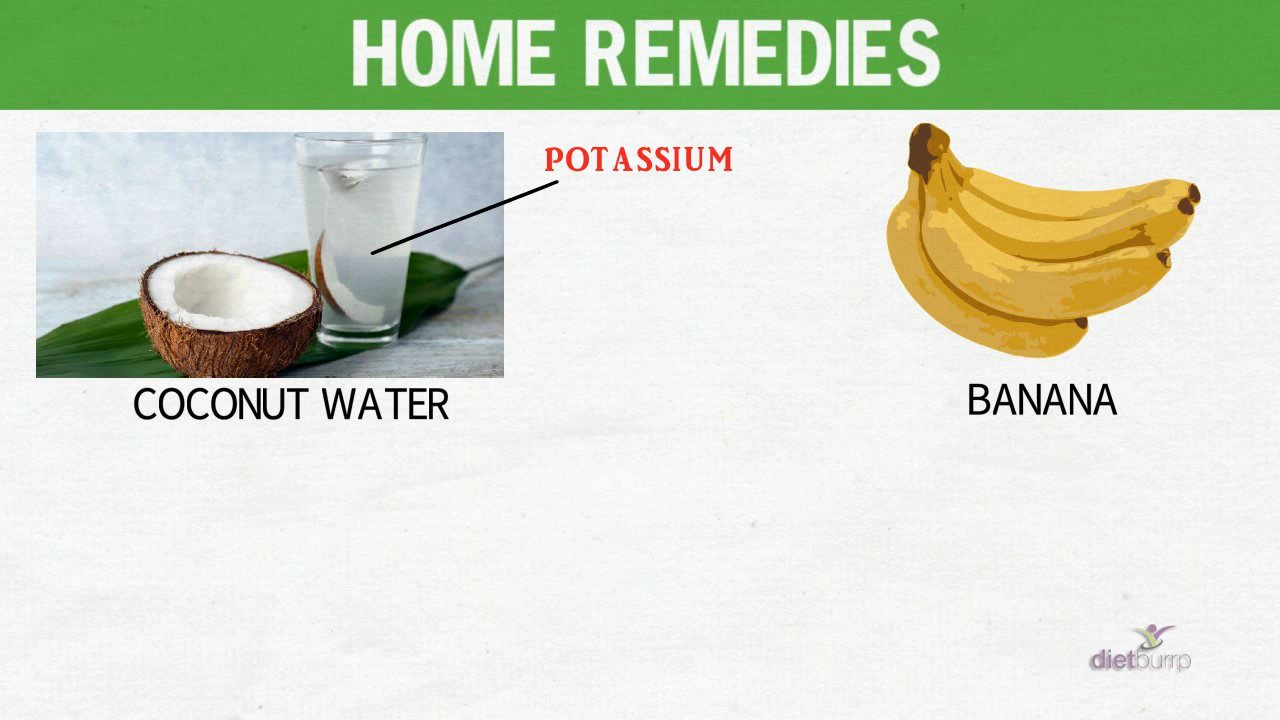 HOME REMEDIES
POTASSIUM
COCONUT WATER
BANANA
dietburrp